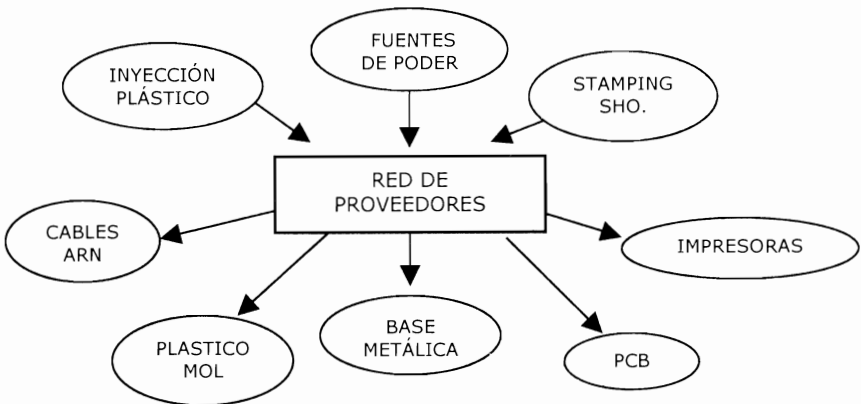 INYECCIÓN
PLÁSTICO
FUENTES
DE PODER
STAMPING
SHO.
RED DE
PROVEEDORES
CABLES
ARN
IMPRESORAS
PLASTICO
MOL
BASE
METÁLICA
PCB